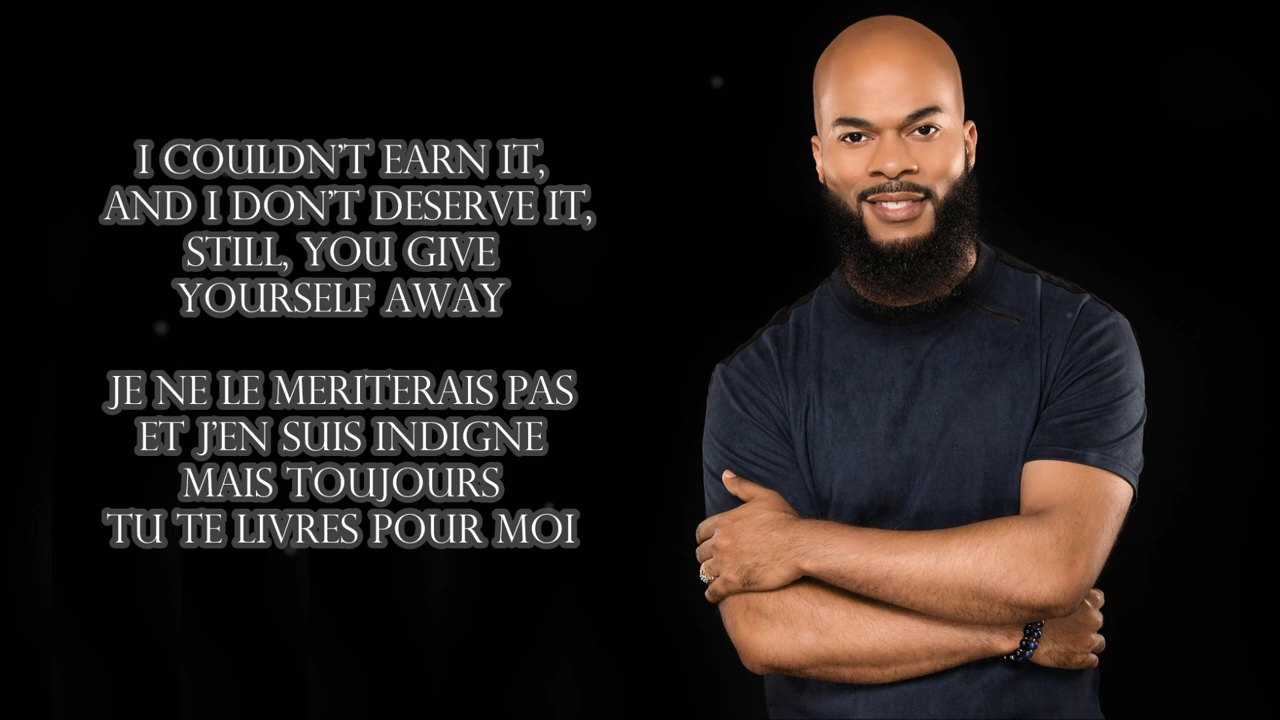 I COULDN'T EARN IT,
AND I DON'T DESERVE IT,
STILL, YOU GIVE
YOURSELF AWAY
JE NE LE MERITERAIS PAS
ET J'EN SUIS INDIGNE
MAIS TOUJOURS
TU TE LIVRES POUR MOI